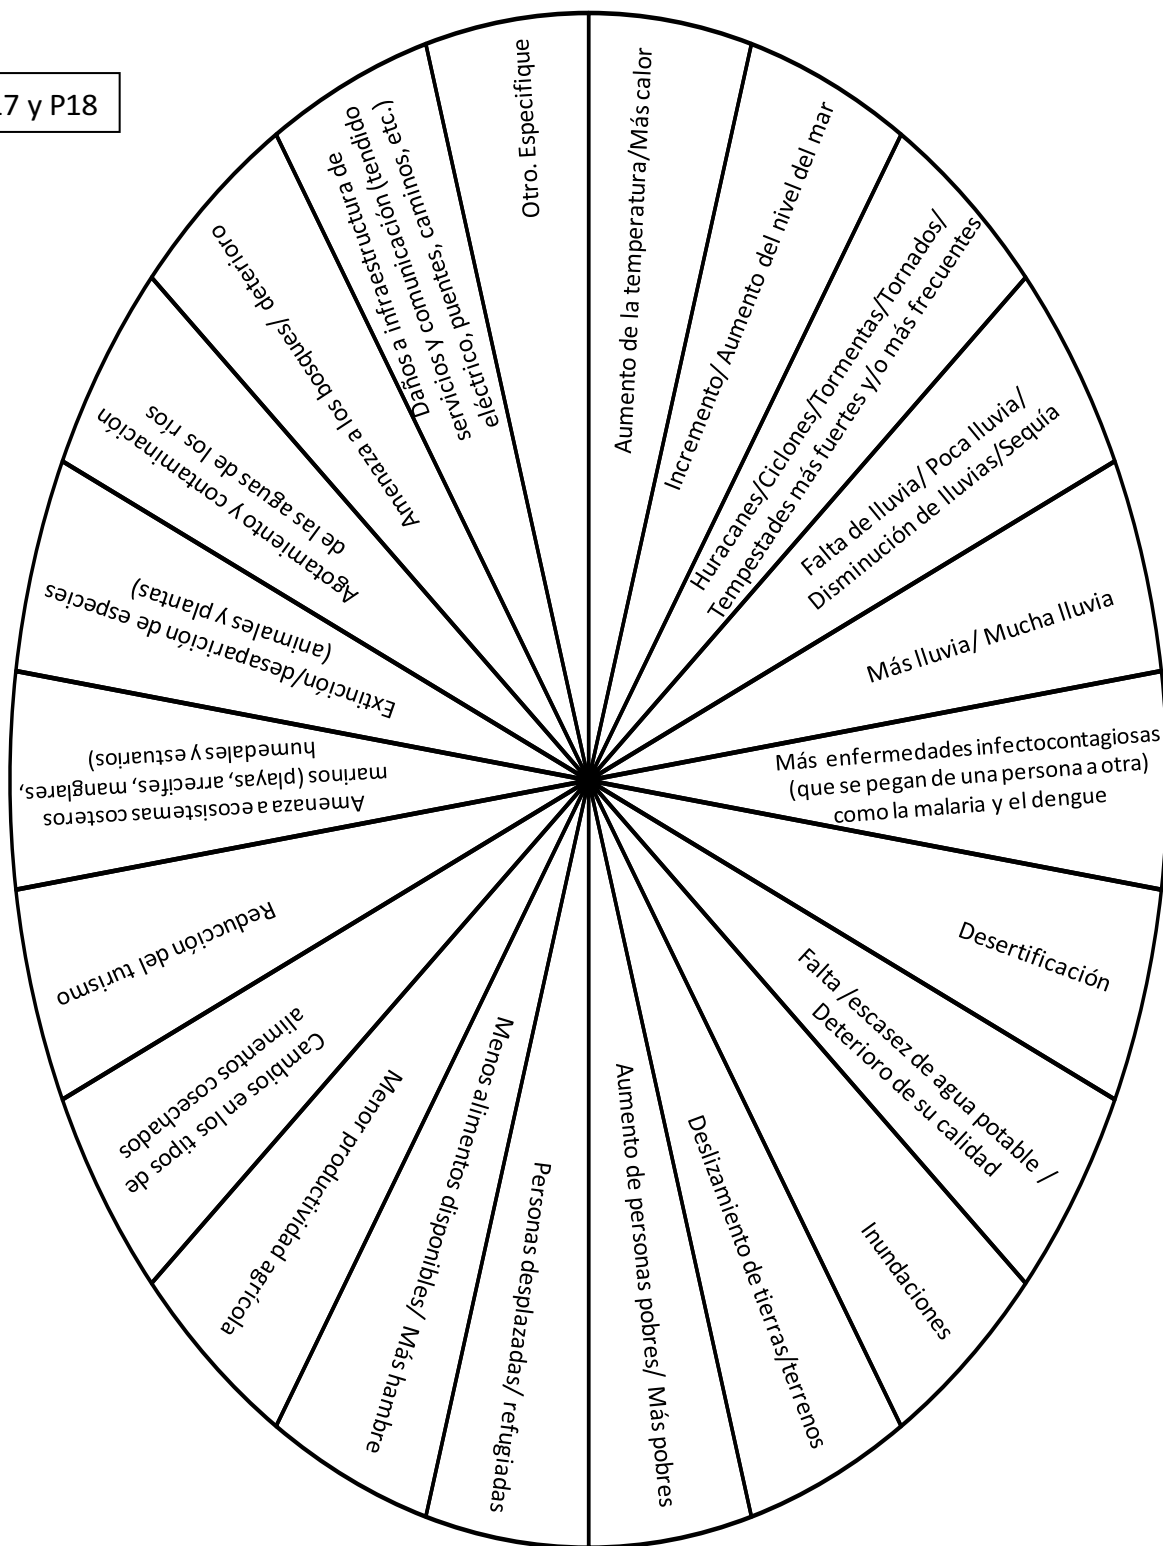 7 y P18
Aumento de la temperatura/Más calor
Incremento/ Aumento del nivel del mar
Huracanes/Ciclones/Tormentas/Tornados/
Tempestades más fuertes y/o más frecuentes
Falta de lluvia/ Poca lluvia/
Disminución de lluvias/Sequía
Más lluvia/ Mucha lluvia
Más enfermedades infectocontagiosas
(que se pegan de una persona a otra)
como la malaria y el dengue
Desertificación
Falta /escasez de agua potable /
Deterioro de su calidad
Inundaciones
Deslizamiento de tierras/terrenos
Aumento de personas pobres/ Más pobres
Personas desplazadas/ refugiadas
Menos alimentos disponibles/ Más hambre
Menor productividad agrícola
Cambios en los tipos de
alimentos cosechados
Reducción del turismo
Amenaza a ecosistemas costeros
marinos (playas, arrecifes, manglares,
humedales y estuarios)
Extinción/desaparición de especies
(animales y plantas)
Agotamiento y contaminación
de las aguas de los ríos
Amenaza a los bosques/ deterioro
Daños a infraestructura de
servicios y comunicación (tendido
eléctrico, puentes, caminos, etc.)
Otro. Especifique